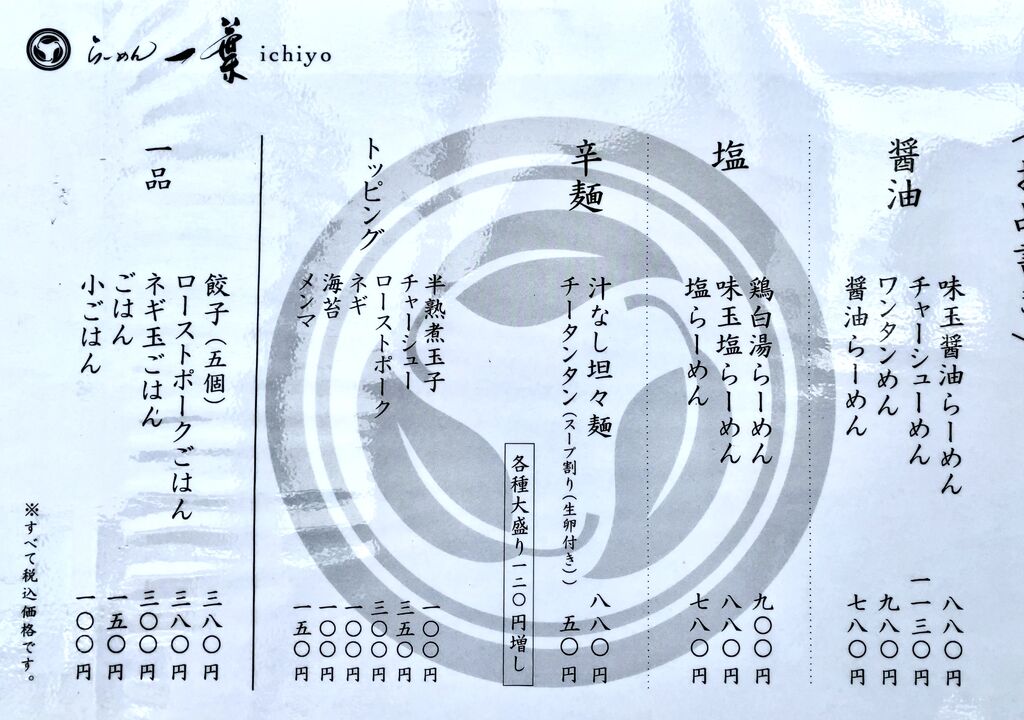 らーめん 一葉 ichiyo
醤油
味玉醤油らーめん 八八〇円
チャーシューめん 一一三〇円
ワンタンめん 九八〇円
醤油らーめん 七八〇円
塩
鶏白湯らーめん 九〇〇円
味玉塩らーめん 八八〇円
塩らーめん 七八〇円
辛麺
汁なし坦々麺 八八〇円
チータンタン（スープ割り（生卵付き）） 五〇円
各種大盛り一二〇円増し
トッピング
半熟煮玉子 一〇〇円
チャーシュー 三五〇円
ローストポーク 三〇〇円
ネギ 一〇〇円
海苔 一〇〇円
メンマ 一五〇円
一品
餃子（五個） 三八〇円
ローストポークごはん 三八〇円
ネギ玉ごはん 三〇〇円
ごはん 一五〇円
小ごはん 一〇〇円
※すべて税込価格です。